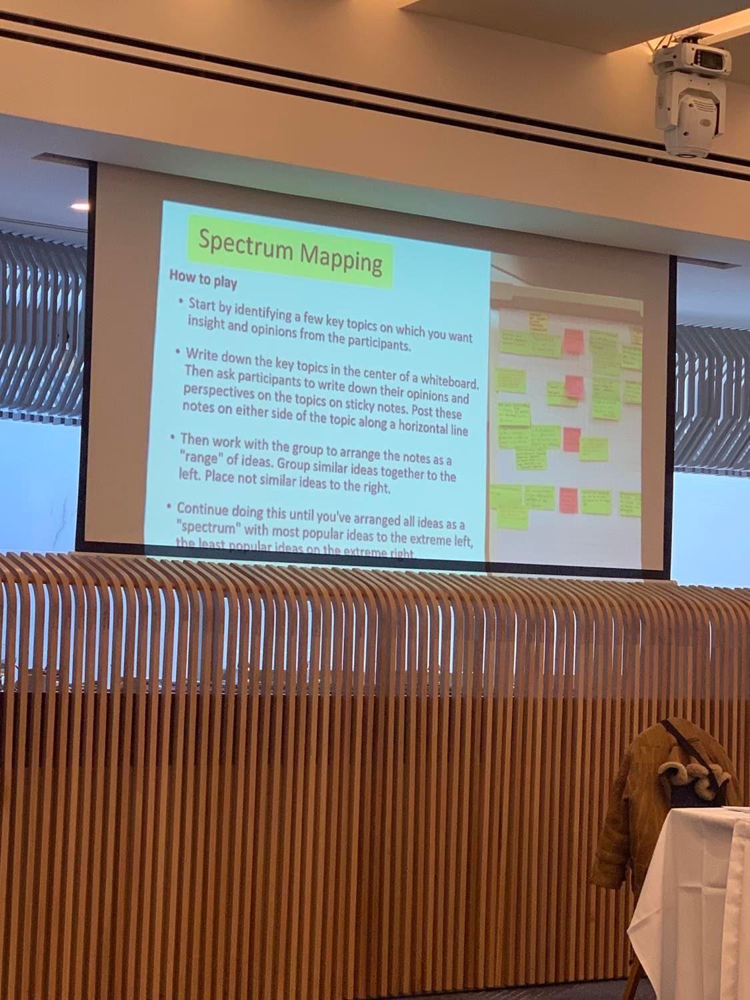 Spectrum Mapping
How to play
• Start by identifying a few key topics on which you want
insight and opinions from the participants.
• Write down the key topics in the center of a whiteboard.
Then ask participants to write down their opinions and
perspectives on the topics on sticky notes. Post these
notes on either side of the topic along a horizontal line
• Then work with the group to arrange the notes as a
"range" of ideas. Group similar ideas together to the
left. Place not similar ideas to the right.
• Continue doing this until you've arranged all ideas as a
"spectrum" with most popular ideas to the extreme left,
the least popular ideas on the extreme right.